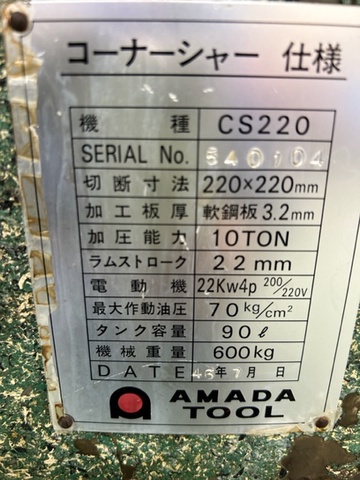 コーナーシャー 仕様
機種 CS220
SERIAL No. 540104
切断寸法 220×220mm
加工板厚 軟鋼板3.2mm
加圧能力 10TON
ラムストローク 22mm
電動機 22Kw4p 200/220V
最大作動油圧 70kg/cm²
タンク容量 90ℓ
機械重量 600kg
DATE 46年7月 日
AMADA
TOOL